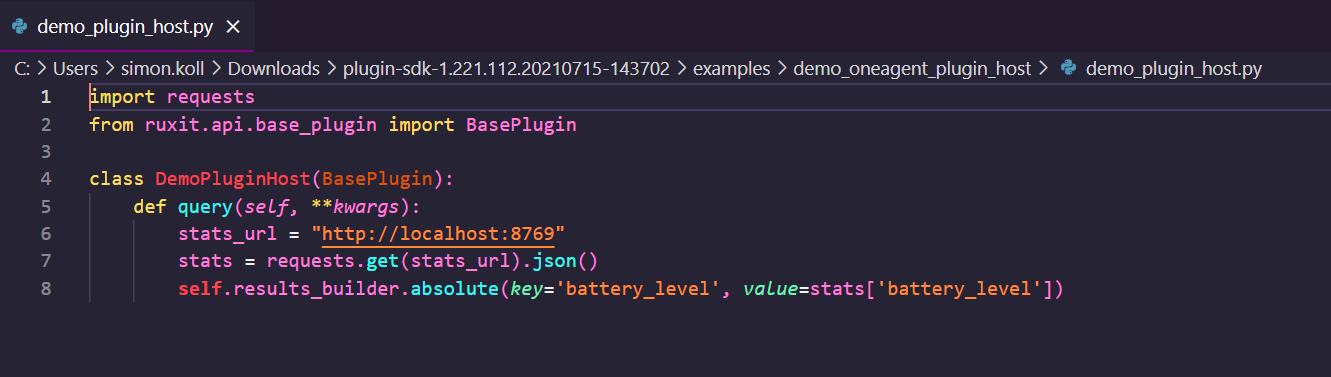 demo_plugin_host.py ×
C: > Users > simon.koll > Downloads > plugin-sdk-1.221.112.20210715-143702 > examples > demo_oneagent_plugin_host > demo_plugin_host.py
1 import requests
2 from ruxit.api.base_plugin import BasePlugin
3
4 class DemoPluginHost(BasePlugin):
5     def query(self, **kwargs):
6         stats_url = "http://localhost:8769"
7         stats = requests.get(stats_url).json()
8         self.results_builder.absolute(key='battery_level', value=stats['battery_level'])